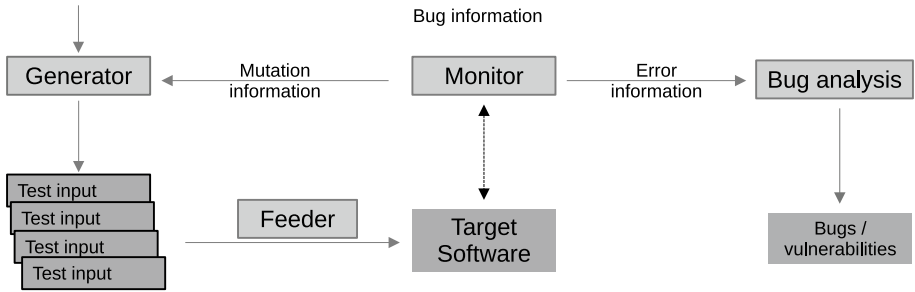 Bug information
Generator
Mutation
information
Monitor
Error
information
Bug analysis
Test input
Test input
Test input
Test input
Feeder
Target
Software
Bugs /
vulnerabilities